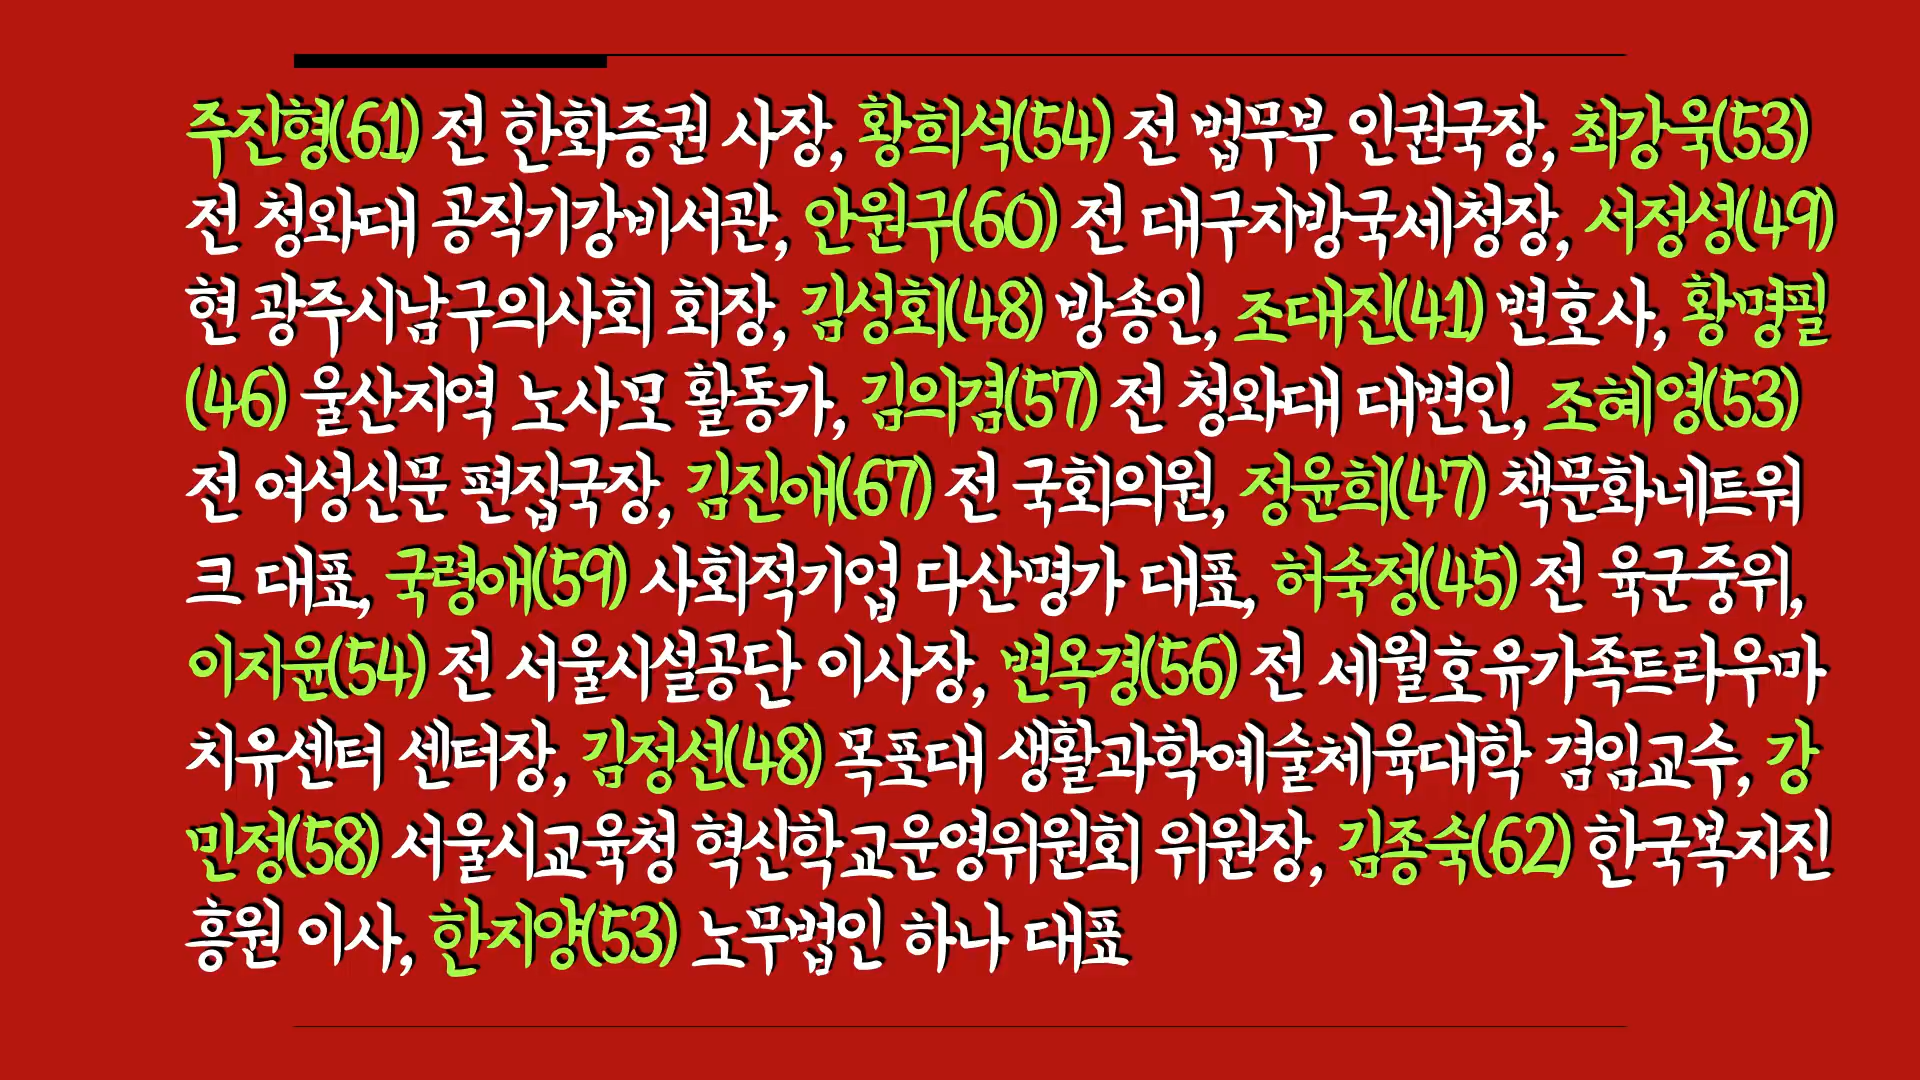 주진형(61) 전 한화증권 사장, 황희석(54) 전 법무부 인권국장, 최강욱(53)
전 청와대 공직기강비서관, 안원구(60) 전 대구지방국세청장, 서정성(49)
현 광주시남구의사회 회장, 김성회(48) 방송인, 조대진(41) 변호사, 황명필
(46) 울산지역 노사모 활동가, 김의겸(57) 전 청와대 대변인, 조혜영(53)
전 여성신문 편집국장, 김진애(67) 전 국회의원, 정윤희(47) 책문화네트워
크 대표, 국령애(59) 사회적기업 다산명가 대표, 허숙정(45) 전 육군중위,
이지윤(54) 전 서울시설공단 이사장, 변옥경(56) 전 세월호유가족트라우마
치유센터 센터장, 김정선(48) 목포대 생활과학예술체육대학 겸임교수, 강
민정(58) 서울시교육청 혁신학교운영위원회 위원장, 김종숙(62) 한국복지진
흥원 이사, 한지양(53) 노무법인 하나 대표